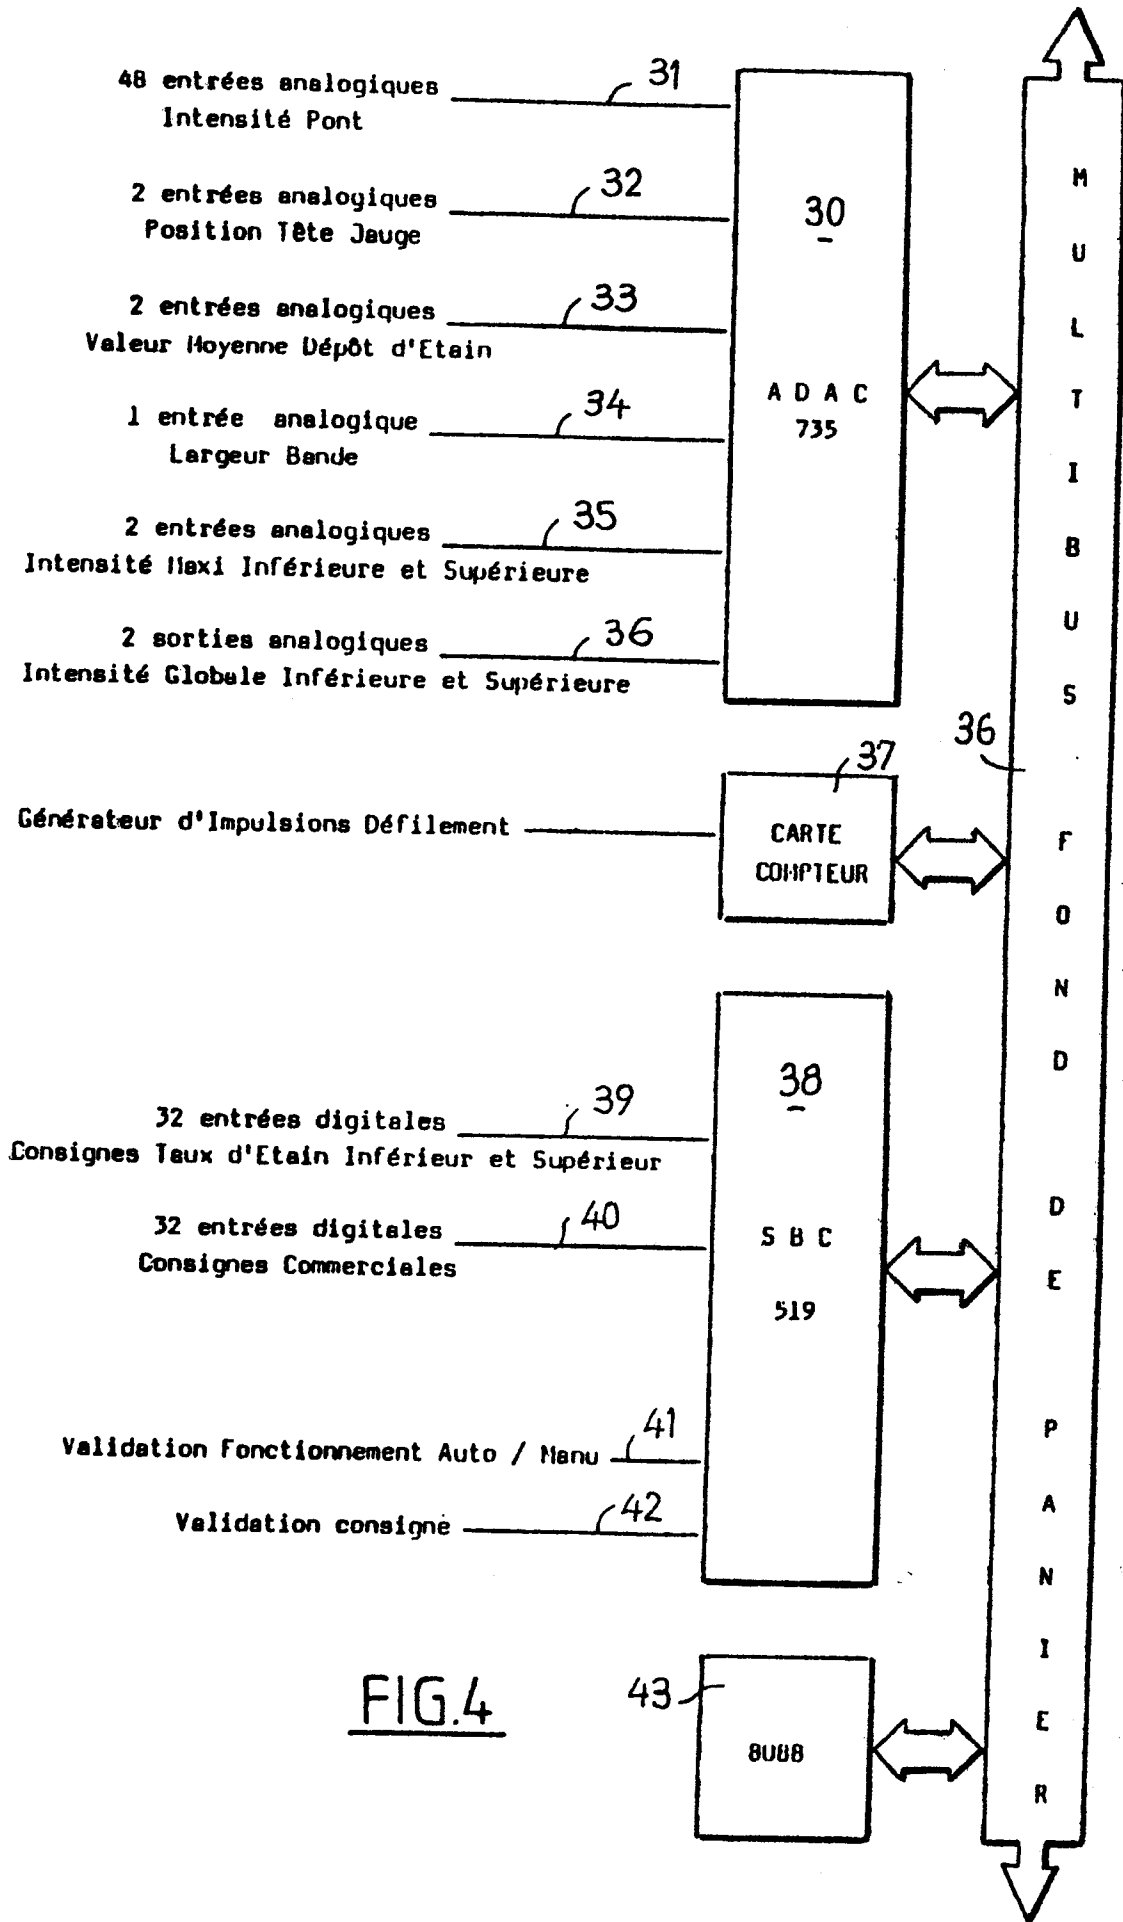 48 entrées analogiques
Intensité Pont
31
2 entrées analogiques
Position Tête Jauge
32
2 entrées analogiques
Valeur Moyenne Dépôt d'Etain
33
1 entrée analogique
Largeur Bande
34
2 entrées analogiques
Intensité Maxi Inférieure et Supérieure
35
2 sorties analogiques
Intensité Globale Inférieure et Supérieure
36
30
A D A C
735
Générateur d'Impulsions Défilement
37
CARTE
COMPTEUR
32 entrées digitales
Consignes Taux d'Etain Inférieur et Supérieur
39
32 entrées digitales
Consignes Commerciales
40
Validation Fonctionnement Auto / Manu
41
Validation consigne
42
38
S B C
519
43
8088
36
MULTIBUS FOND DE PANIER
FIG.4